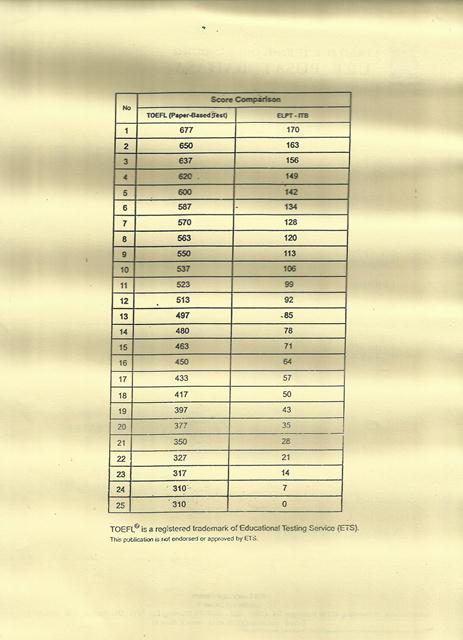 Score Comparison
No TOEFL (Paper-Based Test) ELPT - ITB
1 677 170
2 650 163
3 637 156
4 620 149
5 600 142
6 587 134
7 570 128
8 563 120
9 550 113
10 537 106
11 523 99
12 513 92
13 497 85
14 480 78
15 463 71
16 450 64
17 433 57
18 417 50
19 397 43
20 377 35
21 350 28
22 327 21
23 317 14
24 310 7
25 310 0
TOEFL® is a registered trademark of Educational Testing Service (ETS).
This publication is not endorsed or approved by ETS.